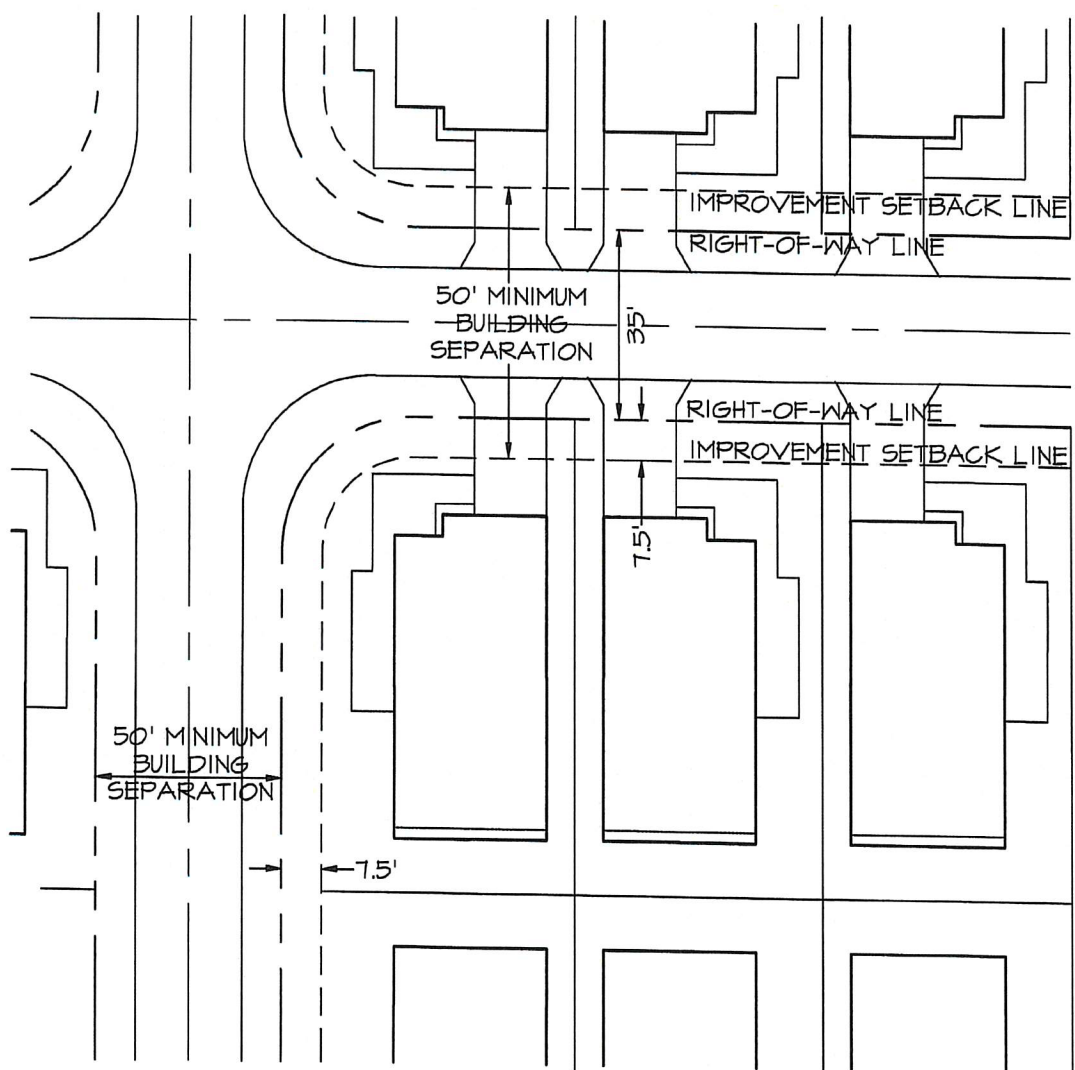 IMPROVEMENT SETBACK LINE
RIGHT-OF-WAY LINE
50' MINIMUM
BUILDING
SEPARATION
35'
RIGHT-OF-WAY LINE
IMPROVEMENT SETBACK LINE
7.5'
50' MINIMUM
BUILDING
SEPARATION
7.5'